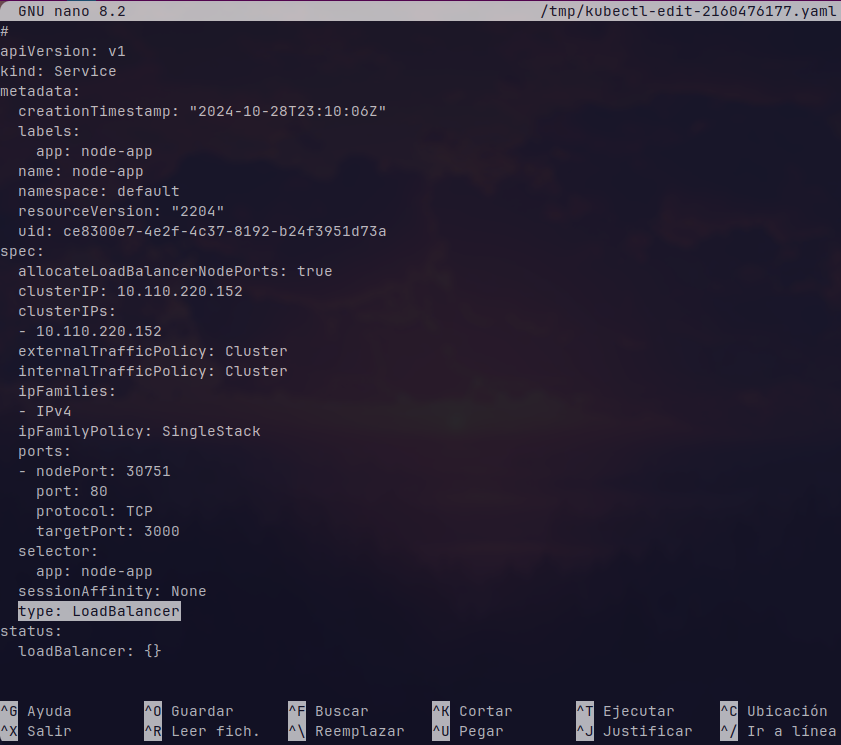 GNU nano 8.2 /tmp/kubectl-edit-2160476177.yaml
#
apiVersion: v1
kind: Service
metadata:
  creationTimestamp: "2024-10-28T23:10:06Z"
  labels:
    app: node-app
  name: node-app
  namespace: default
  resourceVersion: "2204"
  uid: ce8300e7-4e2f-4c37-8192-b24f3951d73a
spec:
  allocateLoadBalancerNodePorts: true
  clusterIP: 10.110.220.152
  clusterIPs:
  - 10.110.220.152
  externalTrafficPolicy: Cluster
  internalTrafficPolicy: Cluster
  ipFamilies:
  - IPv4
  ipFamilyPolicy: SingleStack
  ports:
  - nodePort: 30751
    port: 80
    protocol: TCP
    targetPort: 3000
  selector:
    app: node-app
  sessionAffinity: None
  type: LoadBalancer
status:
  loadBalancer: {}
^G Ayuda ^O Guardar ^F Buscar ^K Cortar ^T Ejecutar ^C Ubicación
^X Salir ^R Leer fich. ^\ Reemplazar ^U Pegar ^J Justificar ^/ Ir a línea